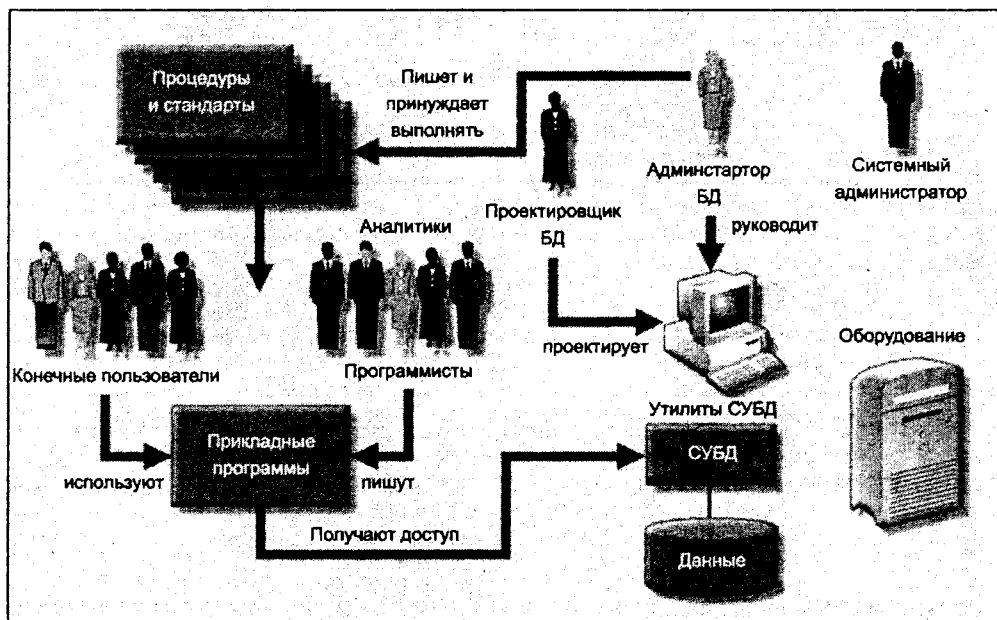 Процедуры
и стандарты
Пишет и
принуждает
выполнять
Админстартор
БД
Системный
администратор
Проектировщик
БД
руководит
Аналитики
проектирует
Оборудование
Конечные пользователи
Программисты
Утилиты СУБД
Прикладные
программы
СУБД
используют
пишут
Получают доступ
Данные